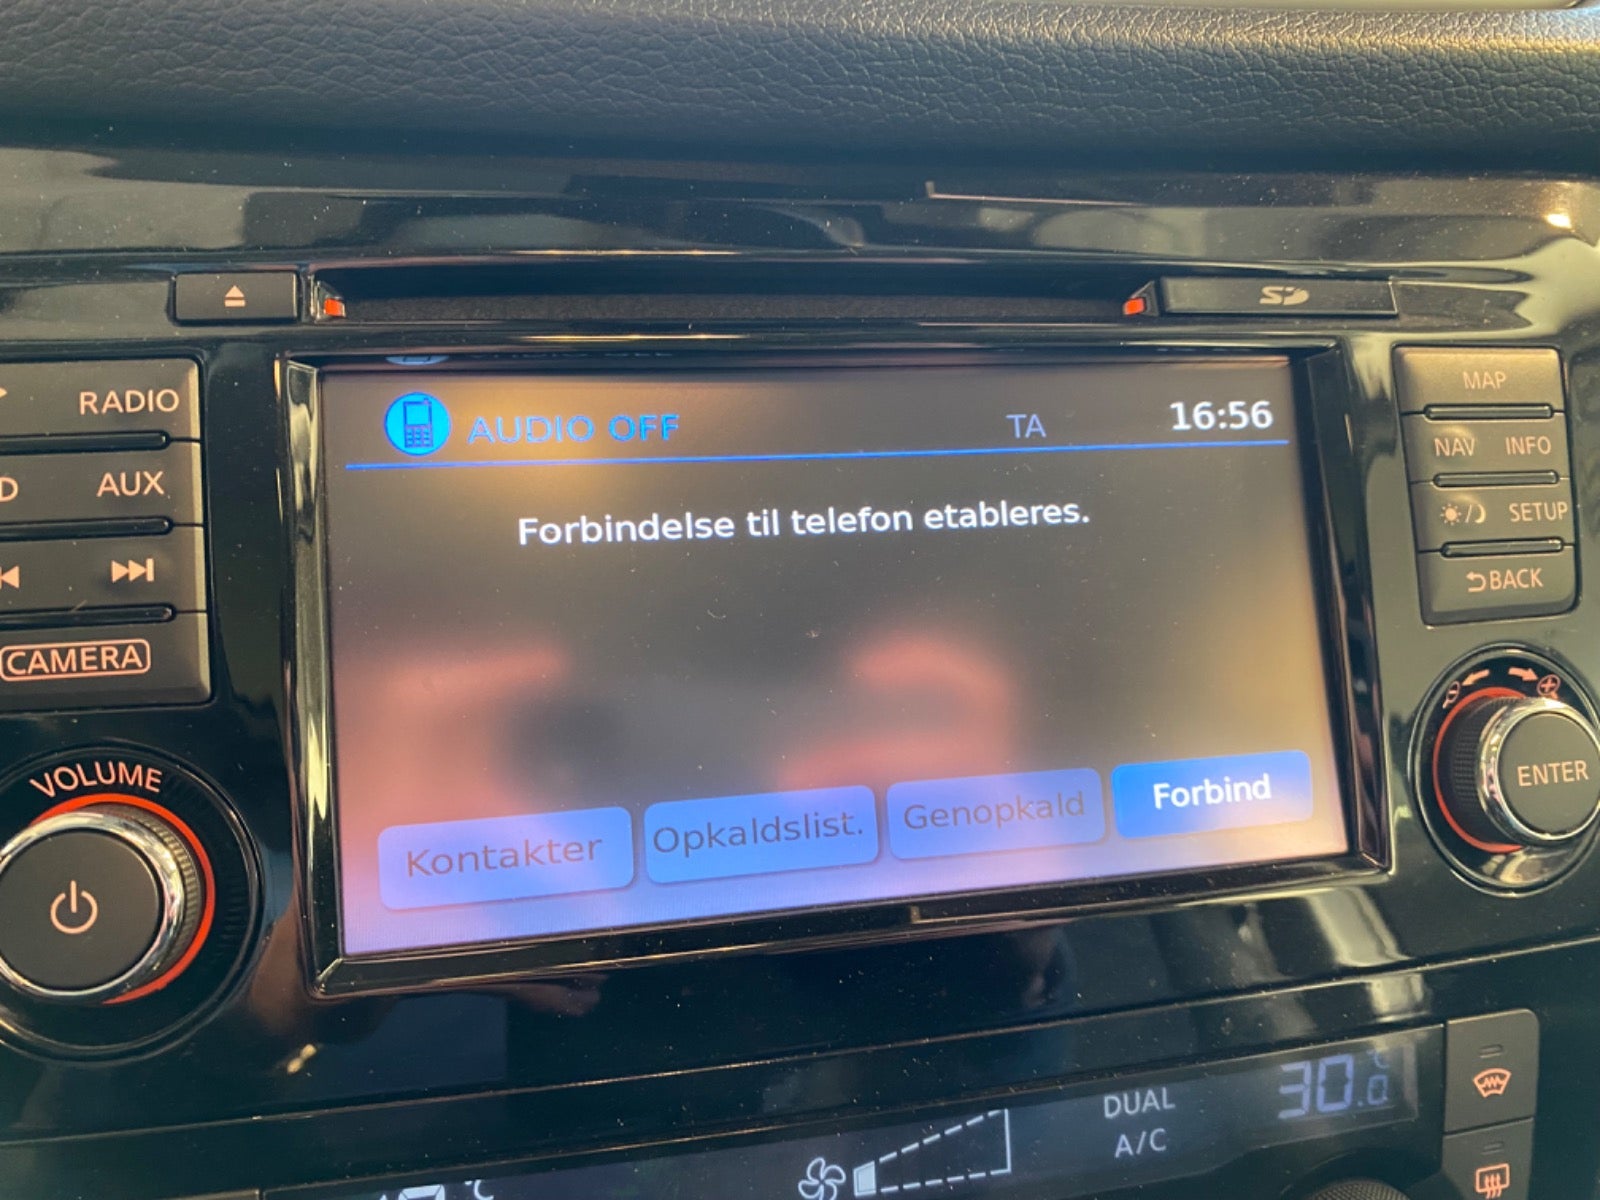 SD
RADIO
AUX
CAMERA
VOLUME
AUDIO OFF
TA
16:56
Forbindelse til telefon etableres.
Kontakter
Opkaldslist.
Genopkald
Forbind
MAP
NAV
INFO
SETUP
BACK
ENTER
DUAL
A/C
30.0
°C